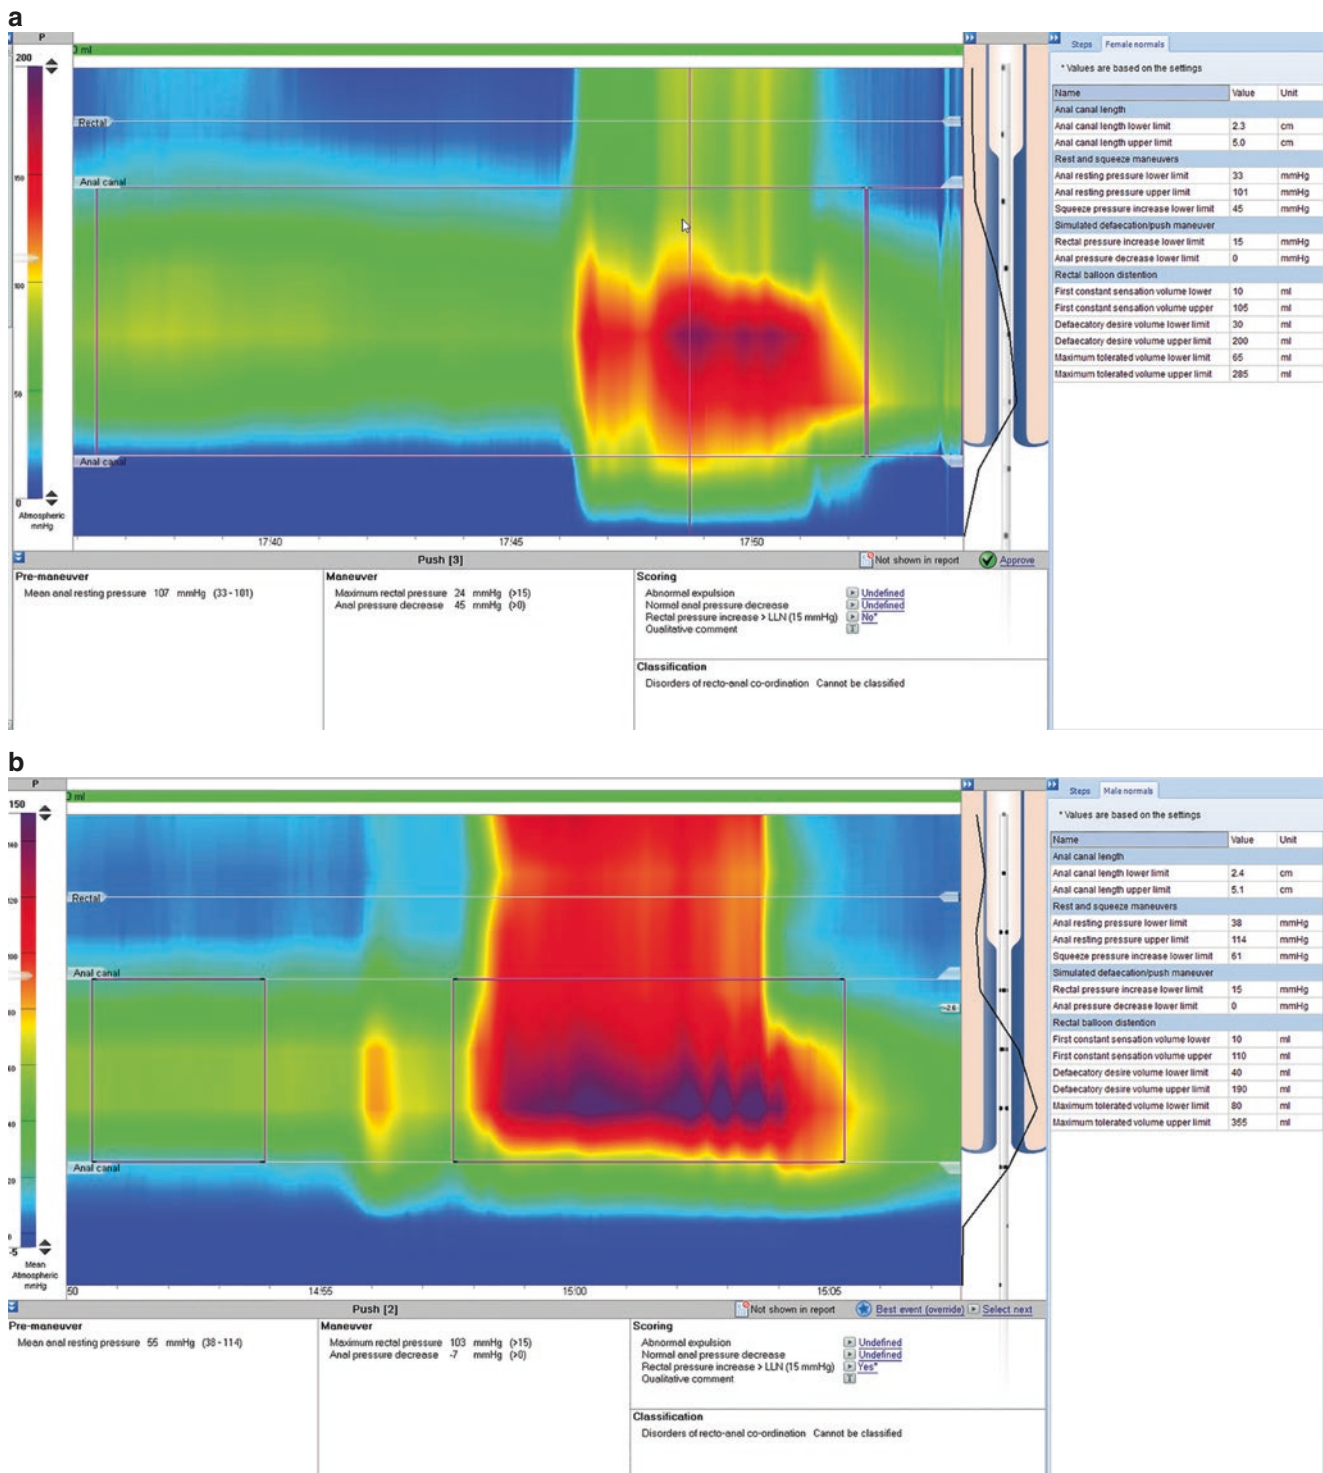 a
P
200
150
100
50
0
Atmospheric
mmHg
0 ml
Rectal
Anal canal
Anal canal
17:40
17:45
17:50
Steps Female normals
* Values are based on the settings
Name Value Unit
Anal canal length
Anal canal length lower limit 2.3 cm
Anal canal length upper limit 5.0 cm
Rest and squeeze maneuvers
Anal resting pressure lower limit 33 mmHg
Anal resting pressure upper limit 101 mmHg
Squeeze pressure increase lower limit 45 mmHg
Simulated defaecation/push maneuver
Rectal pressure increase lower limit 15 mmHg
Anal pressure decrease lower limit 0 mmHg
Rectal balloon distention
First constant sensation volume lower 10 ml
First constant sensation volume upper 105 ml
Defaecatory desire volume lower limit 30 ml
Defaecatory desire volume upper limit 200 ml
Maximum tolerated volume lower limit 65 ml
Maximum tolerated volume upper limit 285 ml
Push [3] Not shown in report Approve
Pre-maneuver
Mean anal resting pressure 107 mmHg (33 - 101)
Maneuver
Maximum rectal pressure 24 mmHg (>15)
Anal pressure decrease 45 mmHg (>0)
Scoring
Abnormal expulsion Undefined
Normal anal pressure decrease Undefined
Rectal pressure increase > LLN (15 mmHg) No*
Qualitative comment
Classification
Disorders of recto-anal co-ordination Cannot be classified
b
P
150
140
120
100
80
60
40
20
0
-5
Mean
Atmospheric
mmHg
0 ml
Rectal
Anal canal
Anal canal
-2.6
50
14:55
15:00
15:05
Steps Male normals
* Values are based on the settings
Name Value Unit
Anal canal length
Anal canal length lower limit 2.4 cm
Anal canal length upper limit 5.1 cm
Rest and squeeze maneuvers
Anal resting pressure lower limit 38 mmHg
Anal resting pressure upper limit 114 mmHg
Squeeze pressure increase lower limit 61 mmHg
Simulated defaecation/push maneuver
Rectal pressure increase lower limit 15 mmHg
Anal pressure decrease lower limit 0 mmHg
Rectal balloon distention
First constant sensation volume lower 10 ml
First constant sensation volume upper 110 ml
Defaecatory desire volume lower limit 40 ml
Defaecatory desire volume upper limit 190 ml
Maximum tolerated volume lower limit 80 ml
Maximum tolerated volume upper limit 355 ml
Push [2] Not shown in report Best event (override) Select next
Pre-maneuver
Mean anal resting pressure 55 mmHg (38 - 114)
Maneuver
Maximum rectal pressure 103 mmHg (>15)
Anal pressure decrease -7 mmHg (>0)
Scoring
Abnormal expulsion Undefined
Normal anal pressure decrease Undefined
Rectal pressure increase > LLN (15 mmHg) Yes*
Qualitative comment
Classification
Disorders of recto-anal co-ordination Cannot be classified